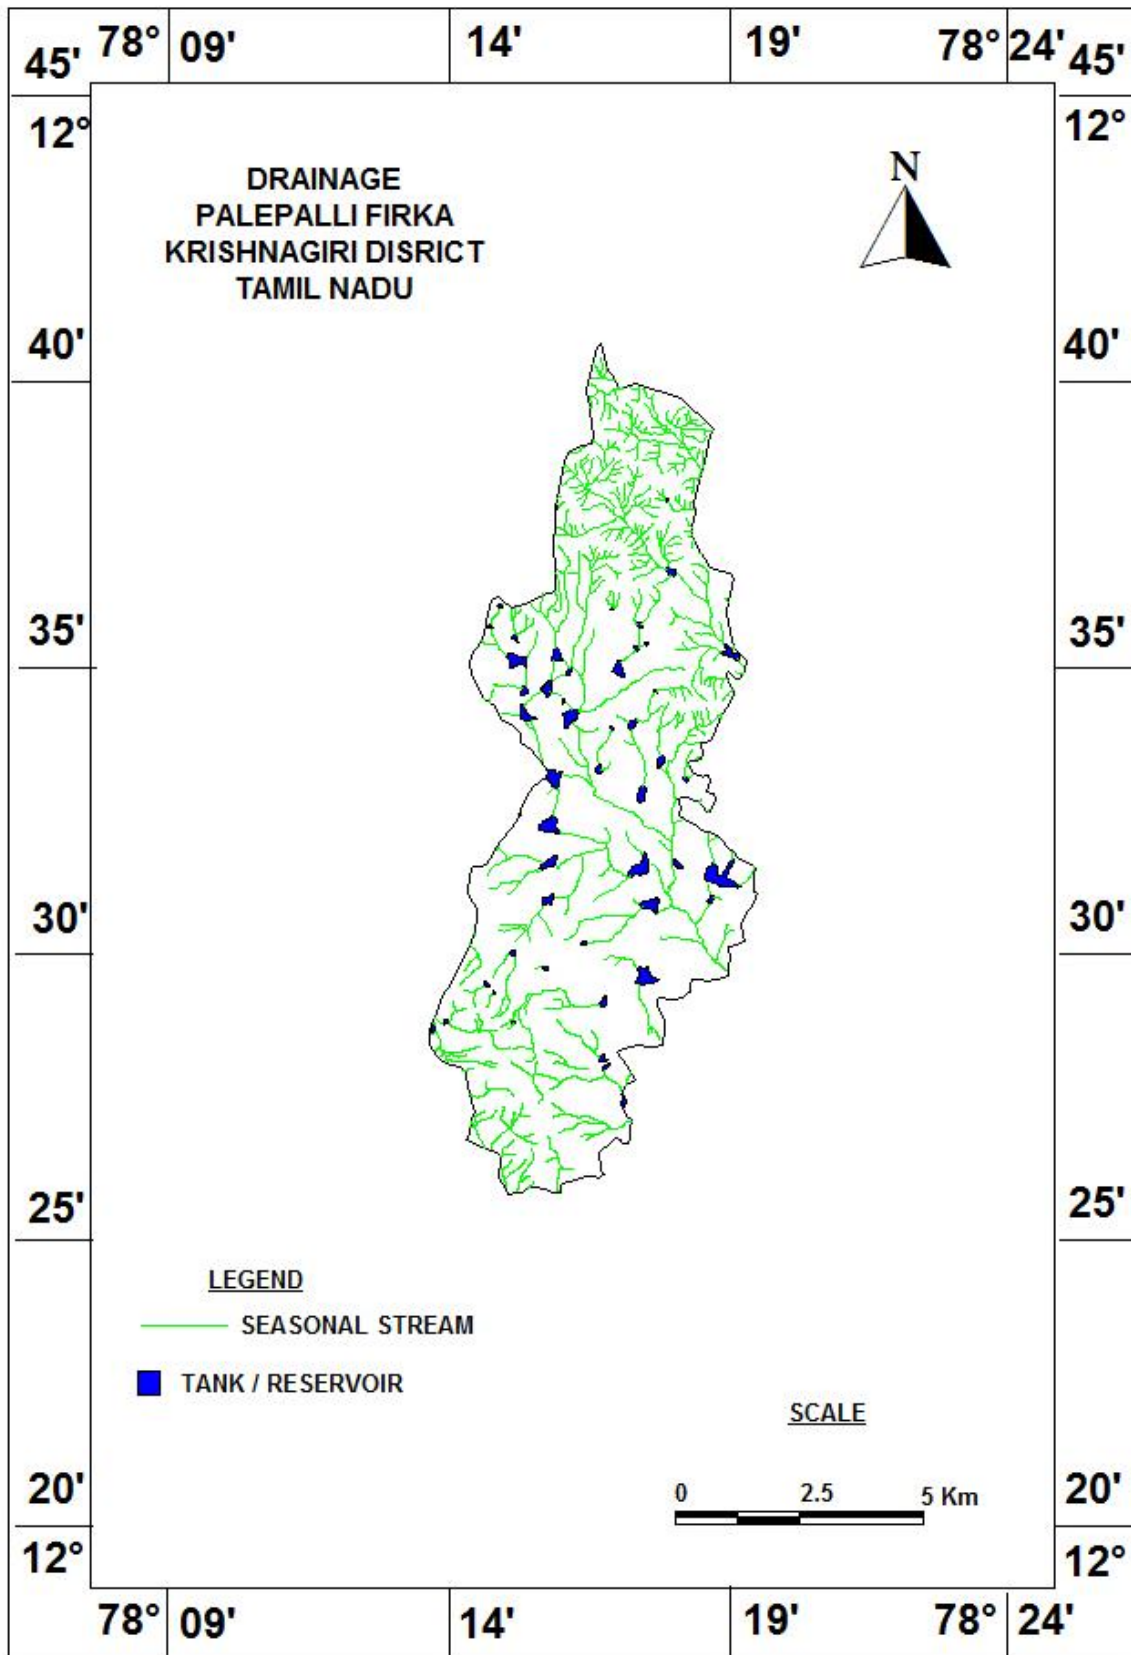 78° 09' 14' 19' 78° 24'
45' 45'
12° 12°
N
DRAINAGE
PALEPALLI FIRKA
KRISHNAGIRI DISRICT
TAMIL NADU
40' 40'
35' 35'
30' 30'
25' 25'
LEGEND
SEASONAL STREAM
TANK / RESERVOIR
SCALE
0 2.5 5 Km
20' 20'
12° 12°
78° 09' 14' 19' 78° 24'